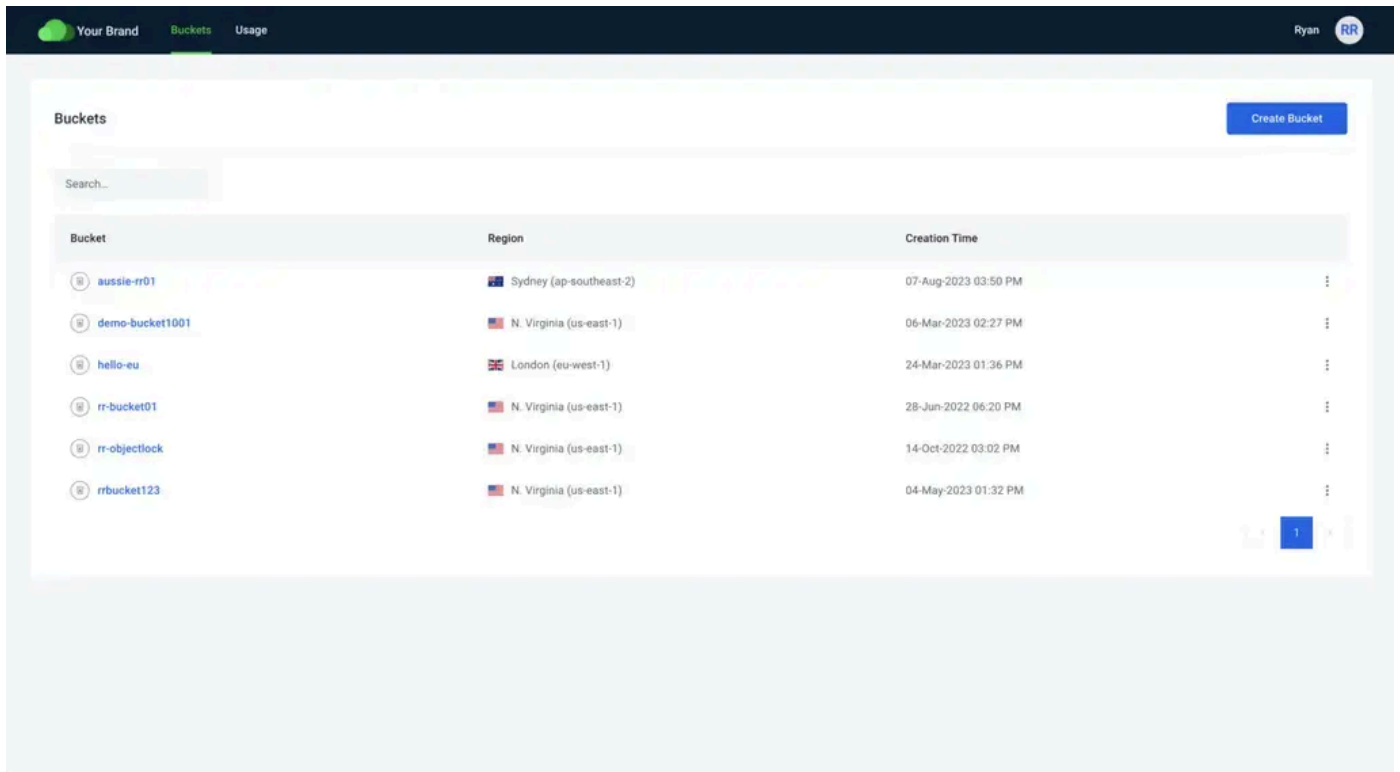 Your Brand Buckets Usage Ryan RR
Buckets Create Bucket
Search...
Bucket Region Creation Time
aussie-rr01 Sydney (ap-southeast-2) 07-Aug-2023 03:50 PM
demo-bucket1001 N. Virginia (us-east-1) 06-Mar-2023 02:27 PM
hello-eu London (eu-west-1) 24-Mar-2023 01:36 PM
rr-bucket01 N. Virginia (us-east-1) 28-Jun-2022 06:20 PM
rr-objectlock N. Virginia (us-east-1) 14-Oct-2022 03:02 PM
rrbucket123 N. Virginia (us-east-1) 04-May-2023 01:32 PM
1